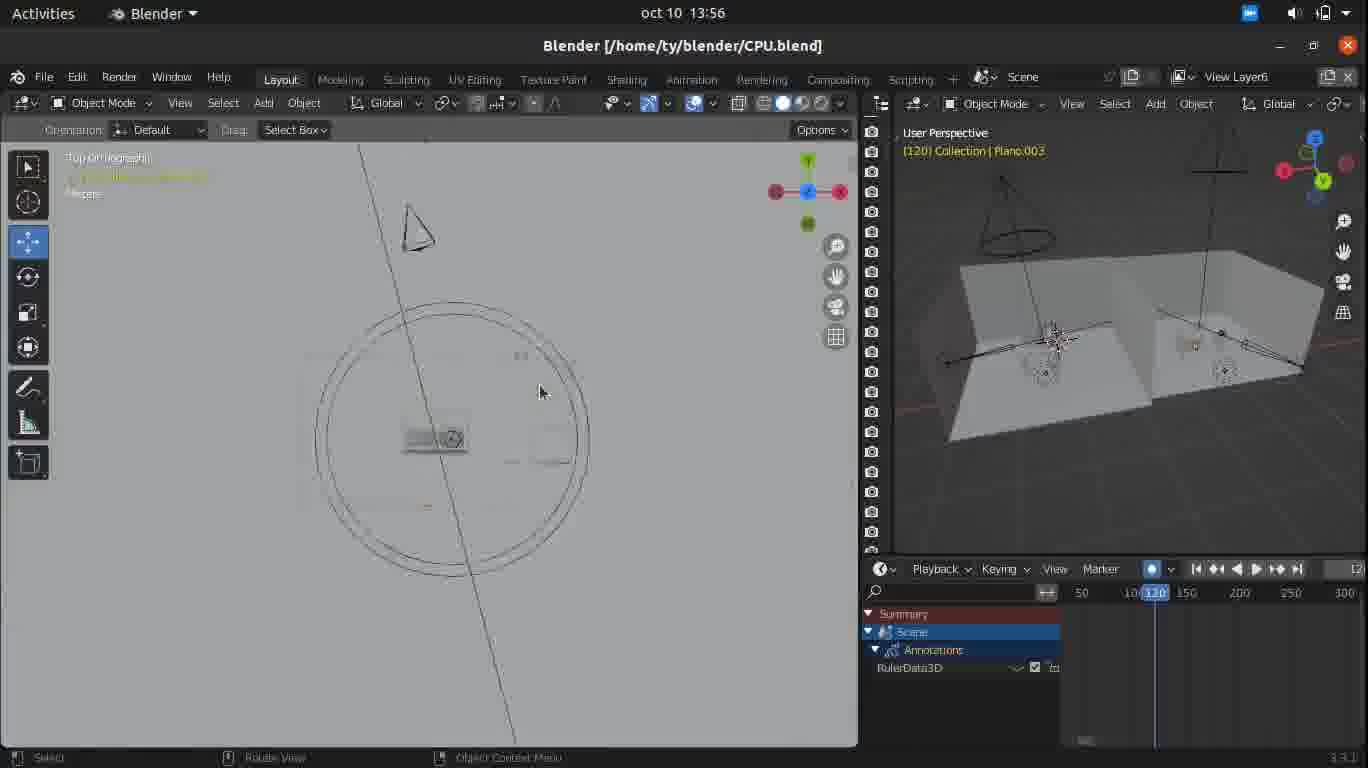 Activities Blender oct 10 13:56
Blender [/home/ty/blender/CPU.blend]
File Edit Render Window Help Layout Modeling Sculpting UV Editing Texture Paint Shading Animation Rendering Compositing Scripting + Scene View Layer6
Object Mode View Select Add Object Global Object Mode View Select Add Object Global
Orientation: Default Drag: Select Box Options
User Perspective
(120) Collection | Plano.003
Top Orthographic
Meters
Y
X
Z
Z
X
Y
Playback Keying View Marker 12
50 10 120 150 200 250 300
Summary
Scene
Annotations
RulerData3D
Select Rotate View Object Context Menu 3.3.1